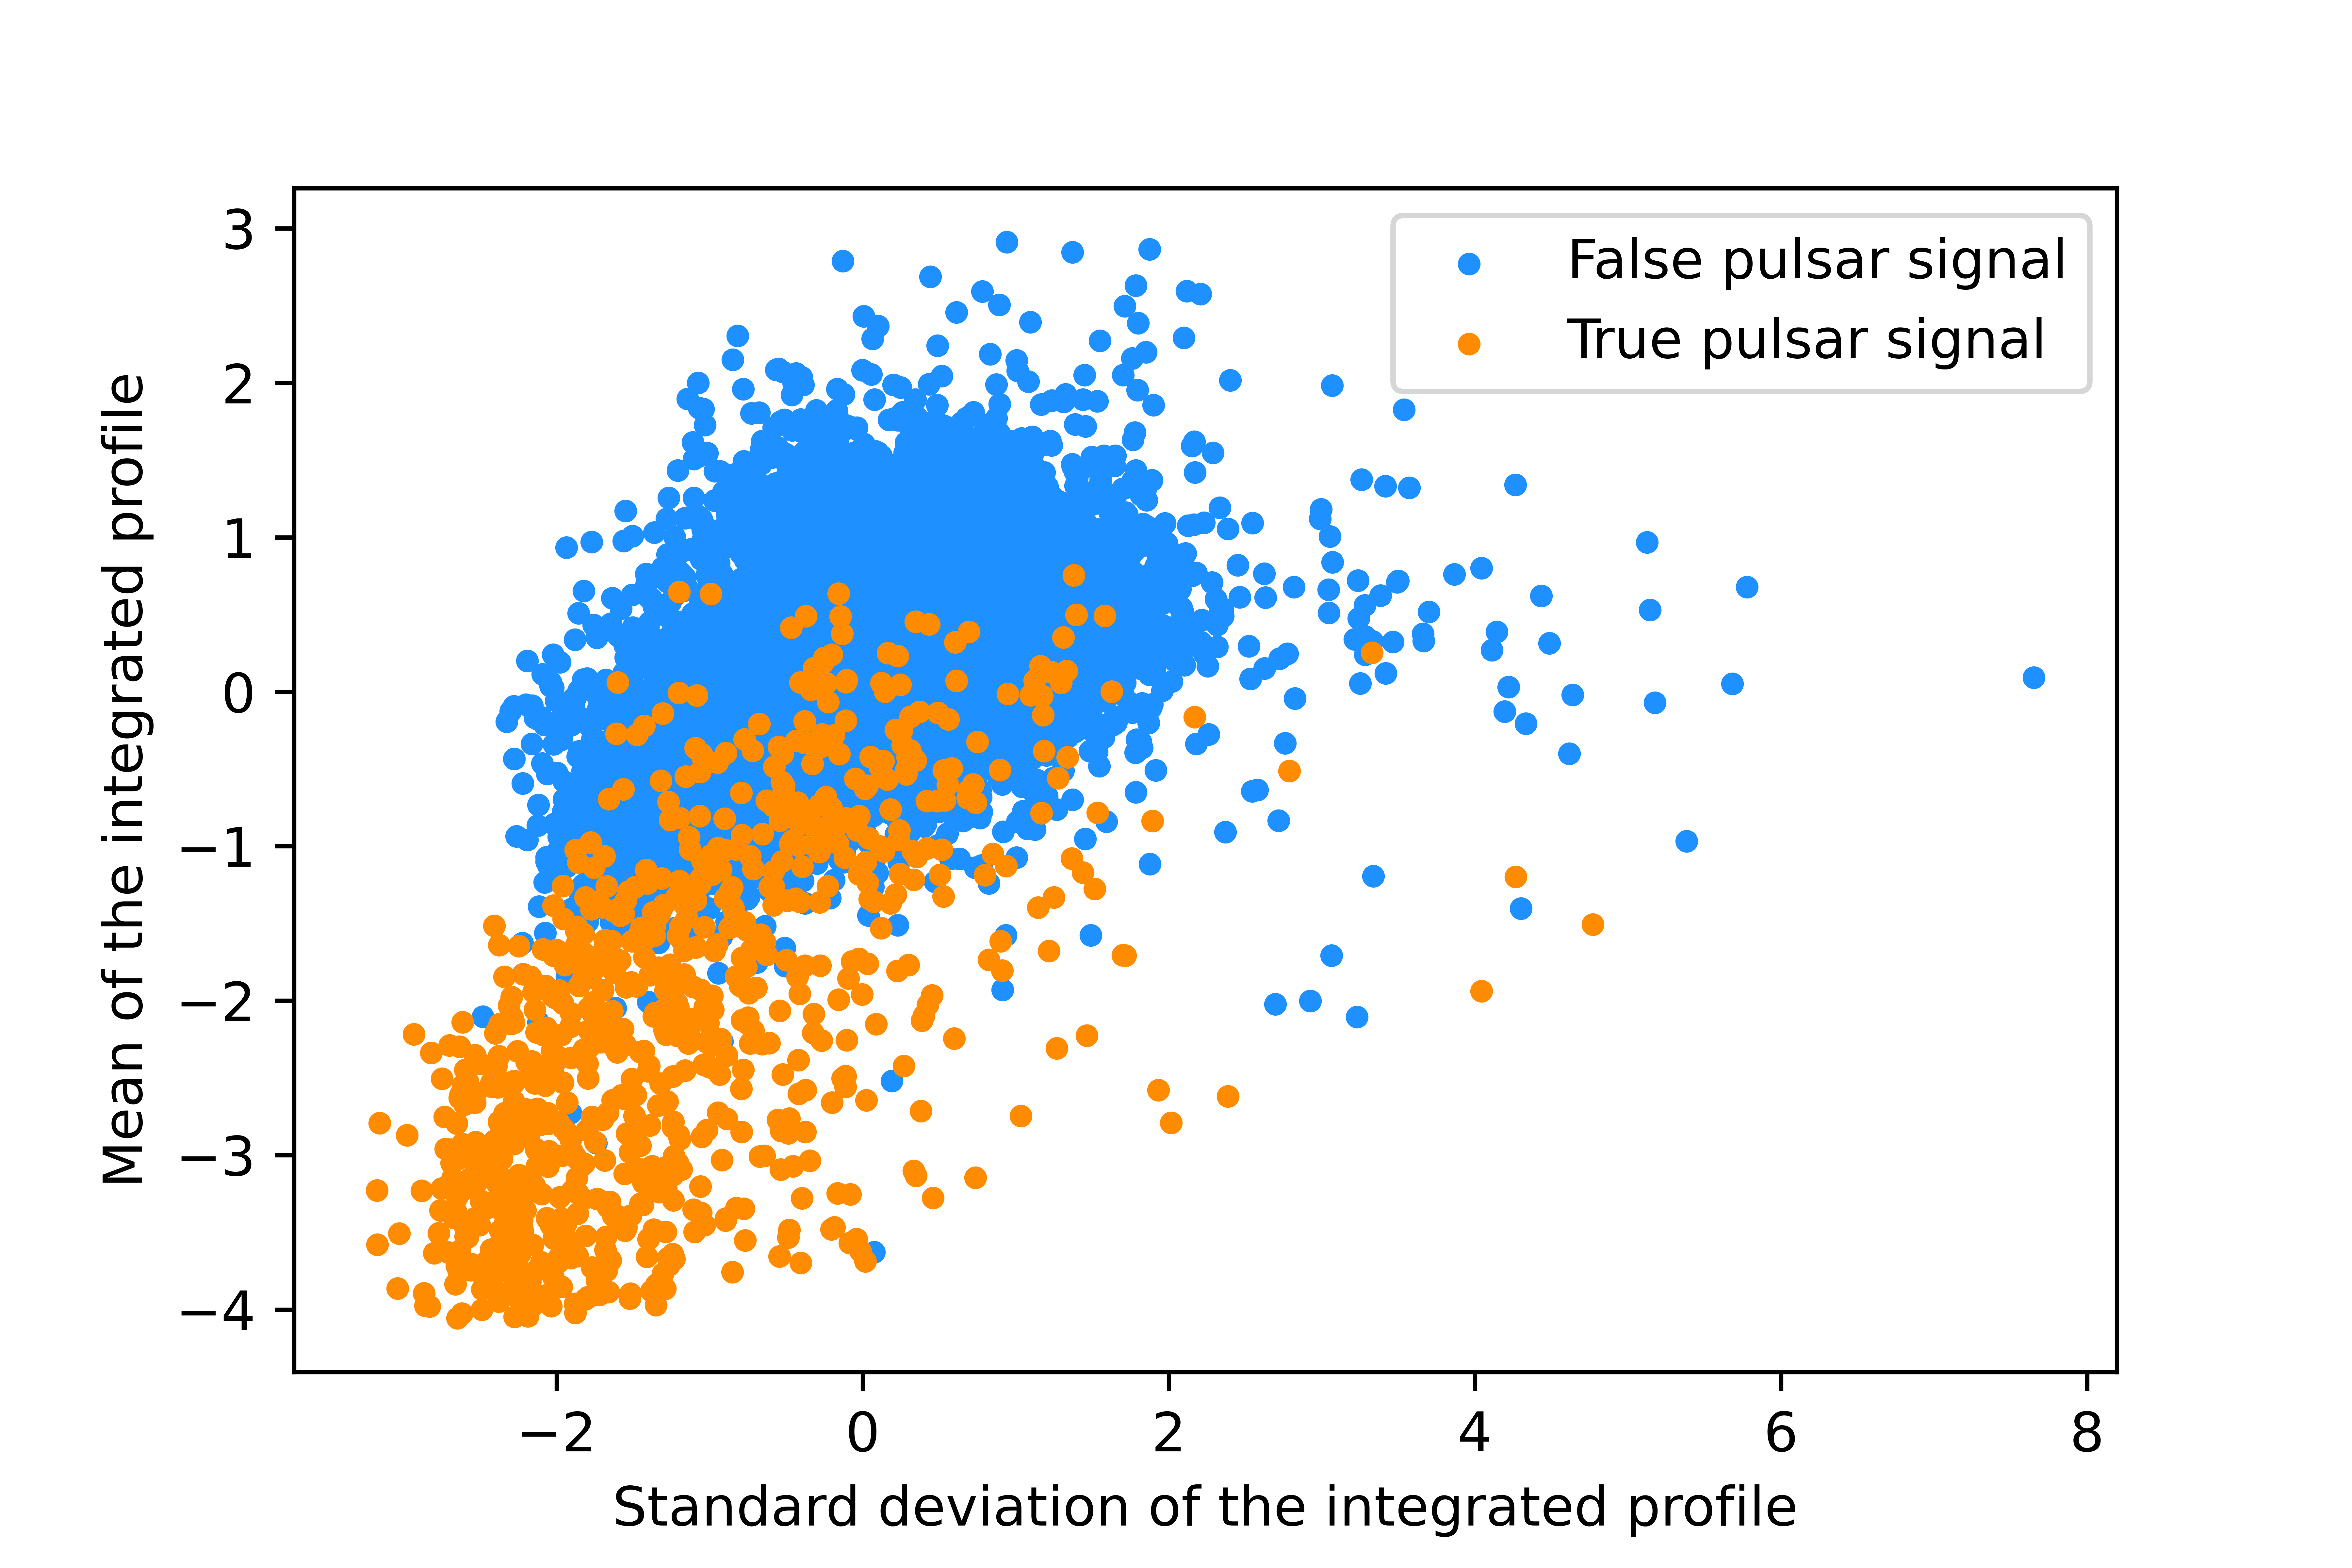 False pulsar signal
True pulsar signal
3
2
1
0
−1
−2
−3
−4
Mean of the integrated profile
−2 0 2 4 6 8
Standard deviation of the integrated profile